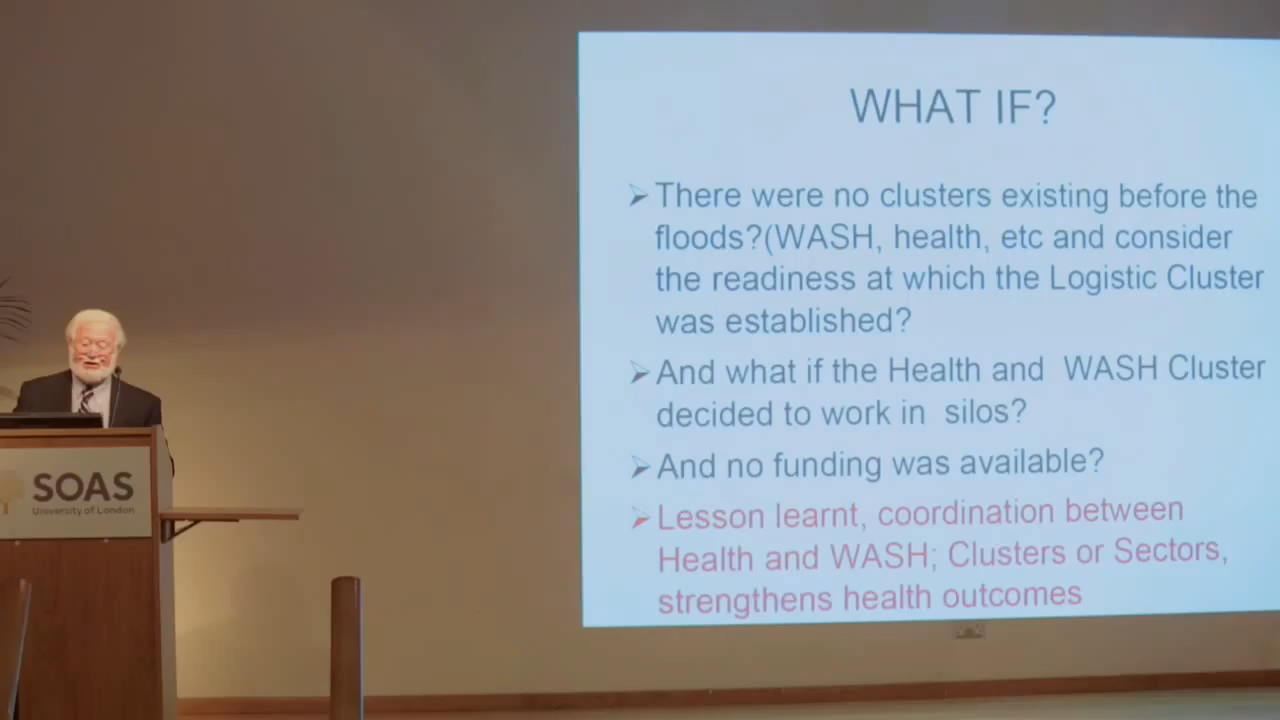 WHAT IF?
➢There were no clusters existing before the
floods?(WASH, health, etc and consider
the readiness at which the Logistic Cluster
was established?
➢And what if the Health and WASH Cluster
decided to work in silos?
➢And no funding was available?
➢Lesson learnt, coordination between
Health and WASH; Clusters or Sectors,
strengthens health outcomes
SOAS
University of London